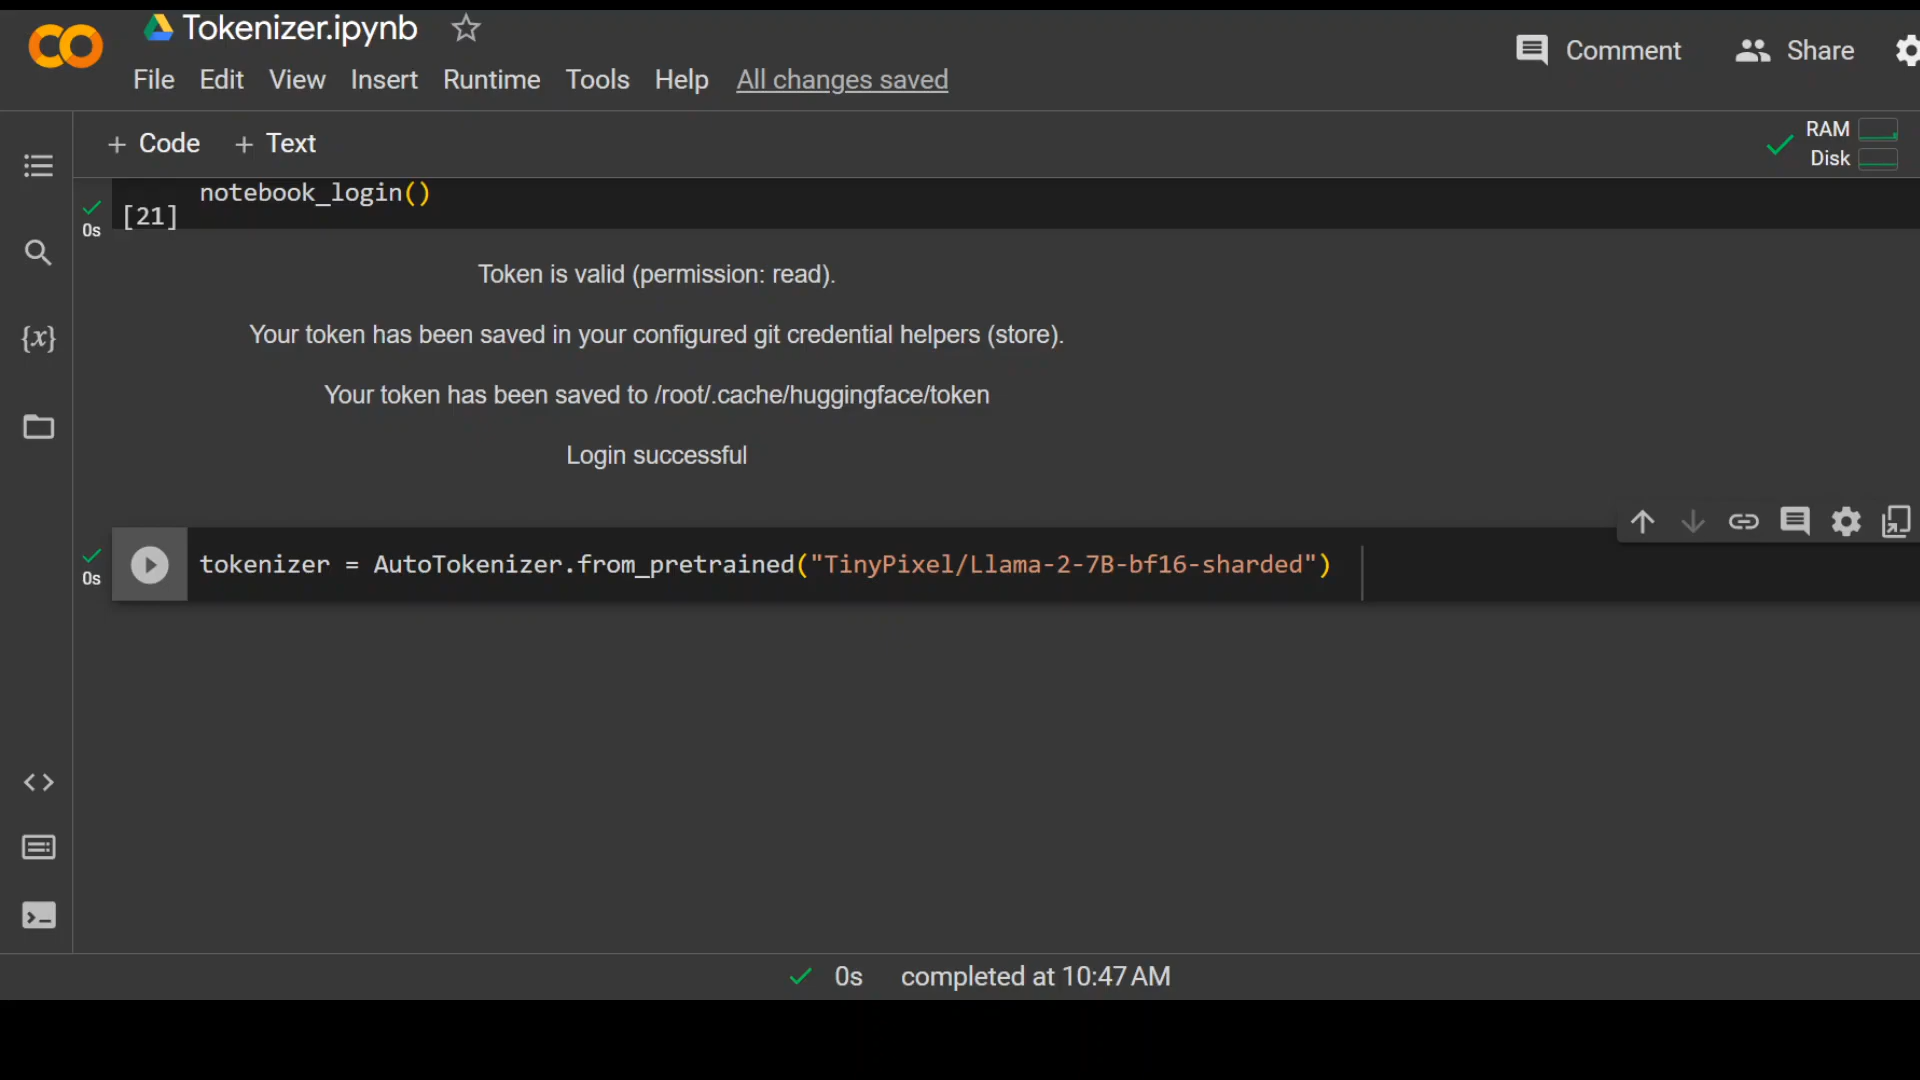 Tokenizer.ipynb
File Edit View Insert Runtime Tools Help All changes saved
Comment Share
+ Code + Text
RAM
Disk
{x}
notebook_login()
0s [21]
Token is valid (permission: read).
Your token has been saved in your configured git credential helpers (store).
Your token has been saved to /root/.cache/huggingface/token
Login successful
tokenizer = AutoTokenizer.from_pretrained("TinyPixel/Llama-2-7B-bf16-sharded")
0s
0s completed at 10:47 AM